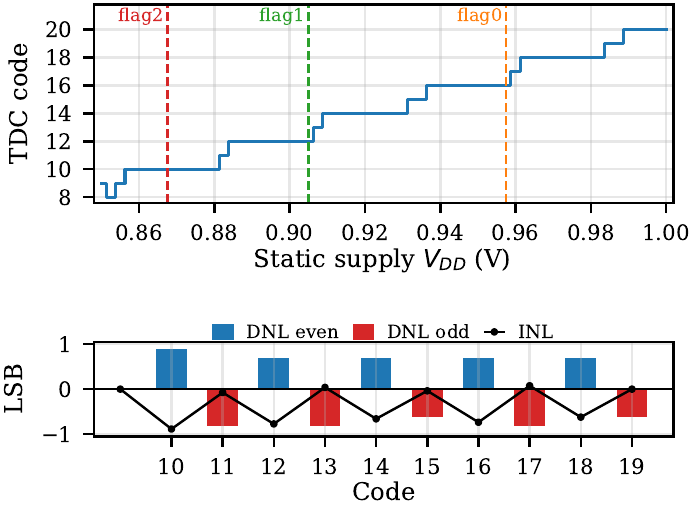 flag2 flag1 flag0
TDC code
20
18
16
14
12
10
8
0.86 0.88 0.90 0.92 0.94 0.96 0.98 1.00
Static supply V_DD (V)
DNL even DNL odd INL
LSB
1
0
−1
10 11 12 13 14 15 16 17 18 19
Code